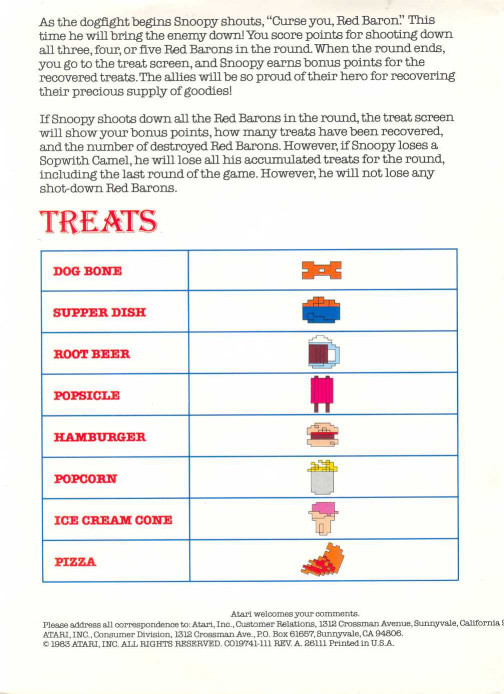 As the dogfight begins Snoopy shouts, “Curse you, Red Baron.” This
time he will bring the enemy down! You score points for shooting down
all three, four, or five Red Barons in the round. When the round ends,
you go to the treat screen, and Snoopy earns bonus points for the
recovered treats. The allies will be so proud of their hero for recovering
their precious supply of goodies!
If Snoopy shoots down all the Red Barons in the round, the treat screen
will show your bonus points, how many treats have been recovered,
and the number of destroyed Red Barons. However, if Snoopy loses a
Sopwith Camel, he will lose all his accumulated treats for the round,
including the last round of the game. However, he will not lose any
shot-down Red Barons.
TREATS
DOG BONE
SUPPER DISH
ROOT BEER
POPSICLE
HAMBURGER
POPCORN
ICE CREAM CONE
PIZZA
Atari welcomes your comments.
Please address all correspondence to: Atari, Inc., Customer Relations, 1312 Crossman Avenue, Sunnyvale, California
ATARI, INC., Consumer Division, 1312 Crossman Ave., P.O. Box 61657, Sunnyvale, CA 94806.
© 1983 ATARI, INC. ALL RIGHTS RESERVED. CO19741-111 REV. A. 26111 Printed in U.S.A.